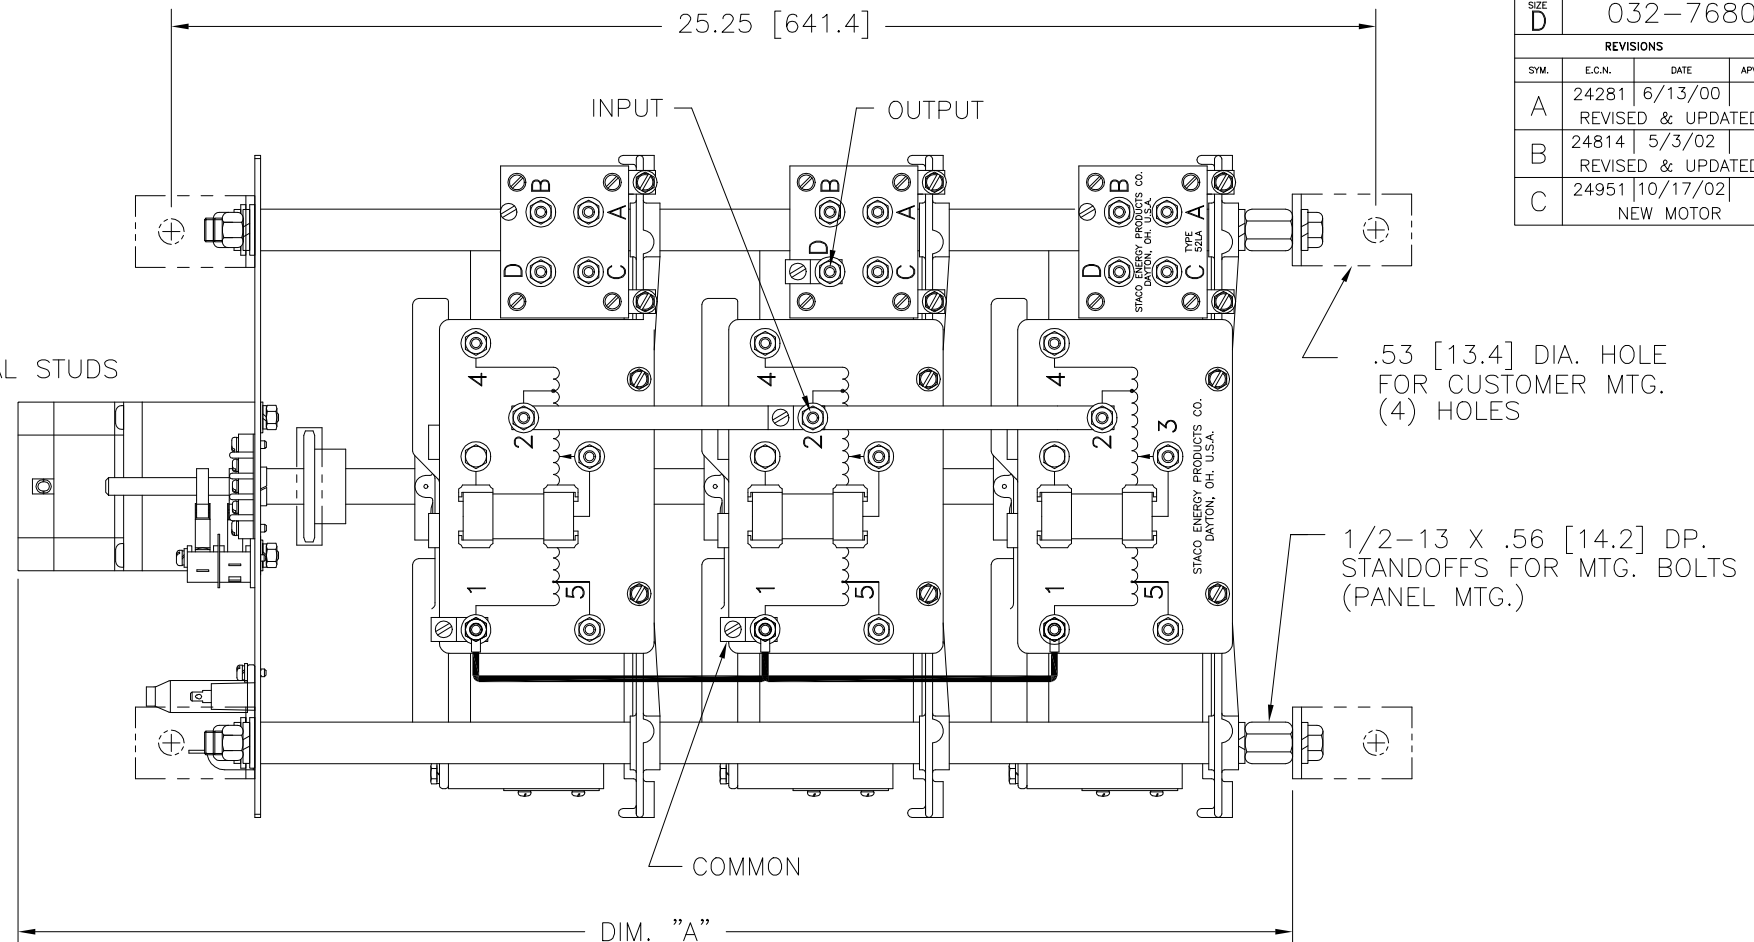 25.25 [641.4]
SIZE
D
032-7680
REVISIONS
SYM.
E.C.N.
DATE
A
24281
6/13/00
REVISED & UPDATED
B
24814
5/3/02
REVISED & UPDATED
C
24951
10/17/02
NEW MOTOR
INPUT
OUTPUT
B
A
D
C
B
A
D
C
B
A
D
C
STACO ENERGY PRODUCTS CO.
DAYTON, OH. U.S.A.
TYPE
52LA
STUDS
.53 [13.4] DIA. HOLE
FOR CUSTOMER MTG.
(4) HOLES
4
2
1
5
4
2
1
5
4
2
3
1
5
STACO ENERGY PRODUCTS CO.
DAYTON, OH. U.S.A.
1/2-13 X .56 [14.2] DP.
STANDOFFS FOR MTG. BOLTS
(PANEL MTG.)
COMMON
DIM. "A"